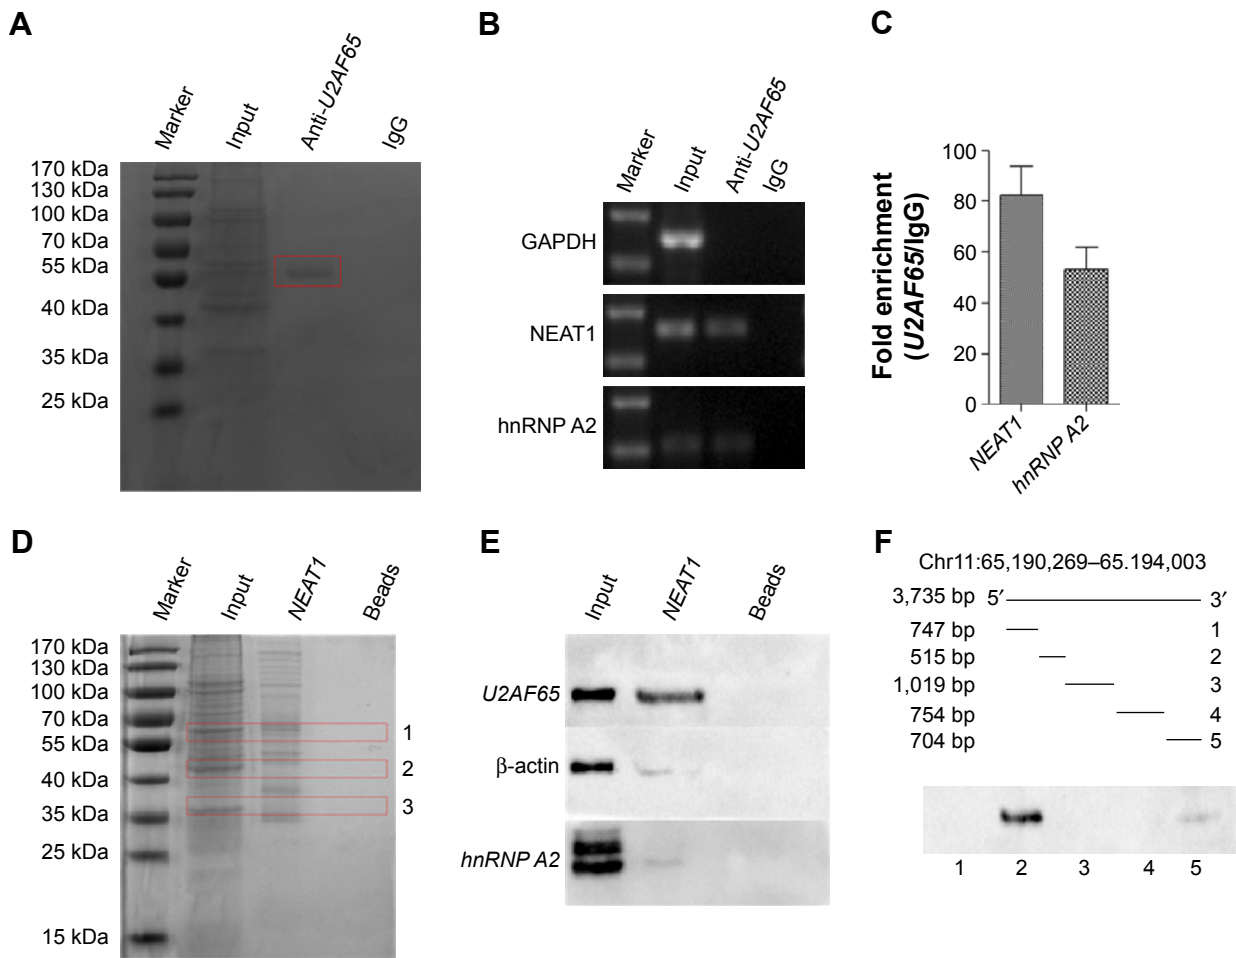 A
Marker
Input
Anti-U2AF65
IgG
170 kDa
130 kDa
100 kDa
70 kDa
55 kDa
40 kDa
35 kDa
25 kDa
B
Marker
Input
Anti-U2AF65
IgG
GAPDH
NEAT1
hnRNP A2
C
Fold enrichment
(U2AF65/IgG)
100
80
60
40
20
0
NEAT1
hnRNP A2
D
Marker
Input
NEAT1
Beads
170 kDa
130 kDa
100 kDa
70 kDa
55 kDa
40 kDa
35 kDa
25 kDa
15 kDa
1
2
3
E
Input
NEAT1
Beads
U2AF65
β-actin
hnRNP A2
F
Chr11:65,190,269–65.194,003
3,735 bp 5′ 3′
747 bp 1
515 bp 2
1,019 bp 3
754 bp 4
704 bp 5
1 2 3 4 5